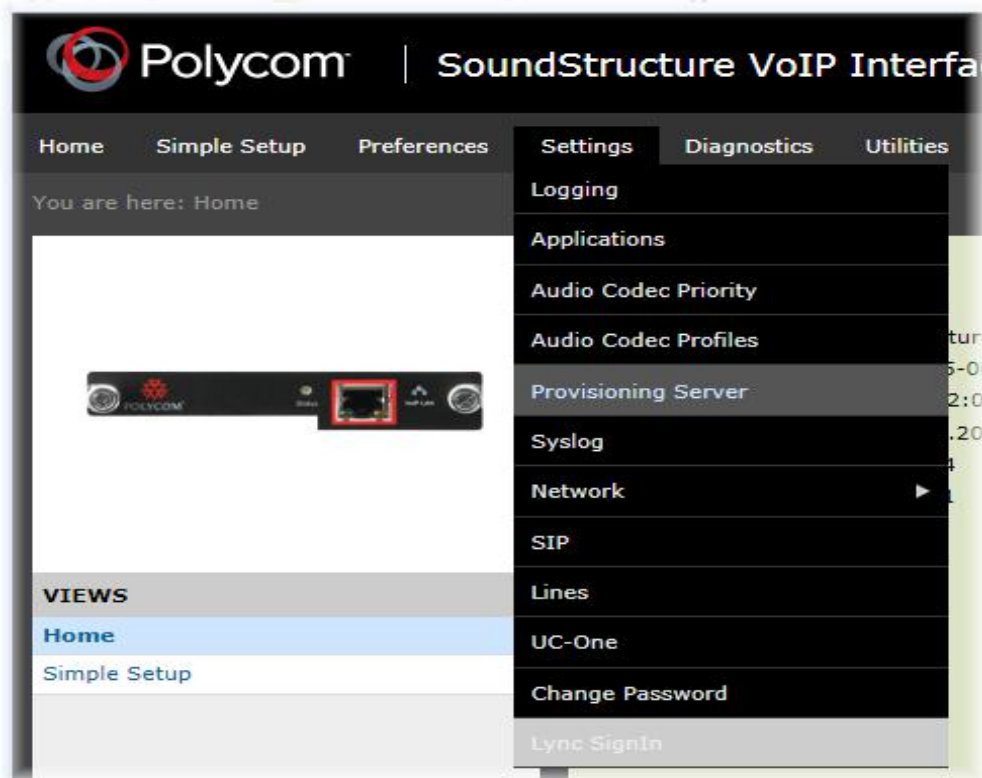 Polycom | SoundStructure VoIP Interfa
Home Simple Setup Preferences Settings Diagnostics Utilities
You are here: Home
Logging
Applications
Audio Codec Priority
Audio Codec Profiles
Provisioning Server
Syslog
Network
SIP
Lines
UC-One
Change Password
Lync SignIn
POLYCOM
VIEWS
Home
Simple Setup